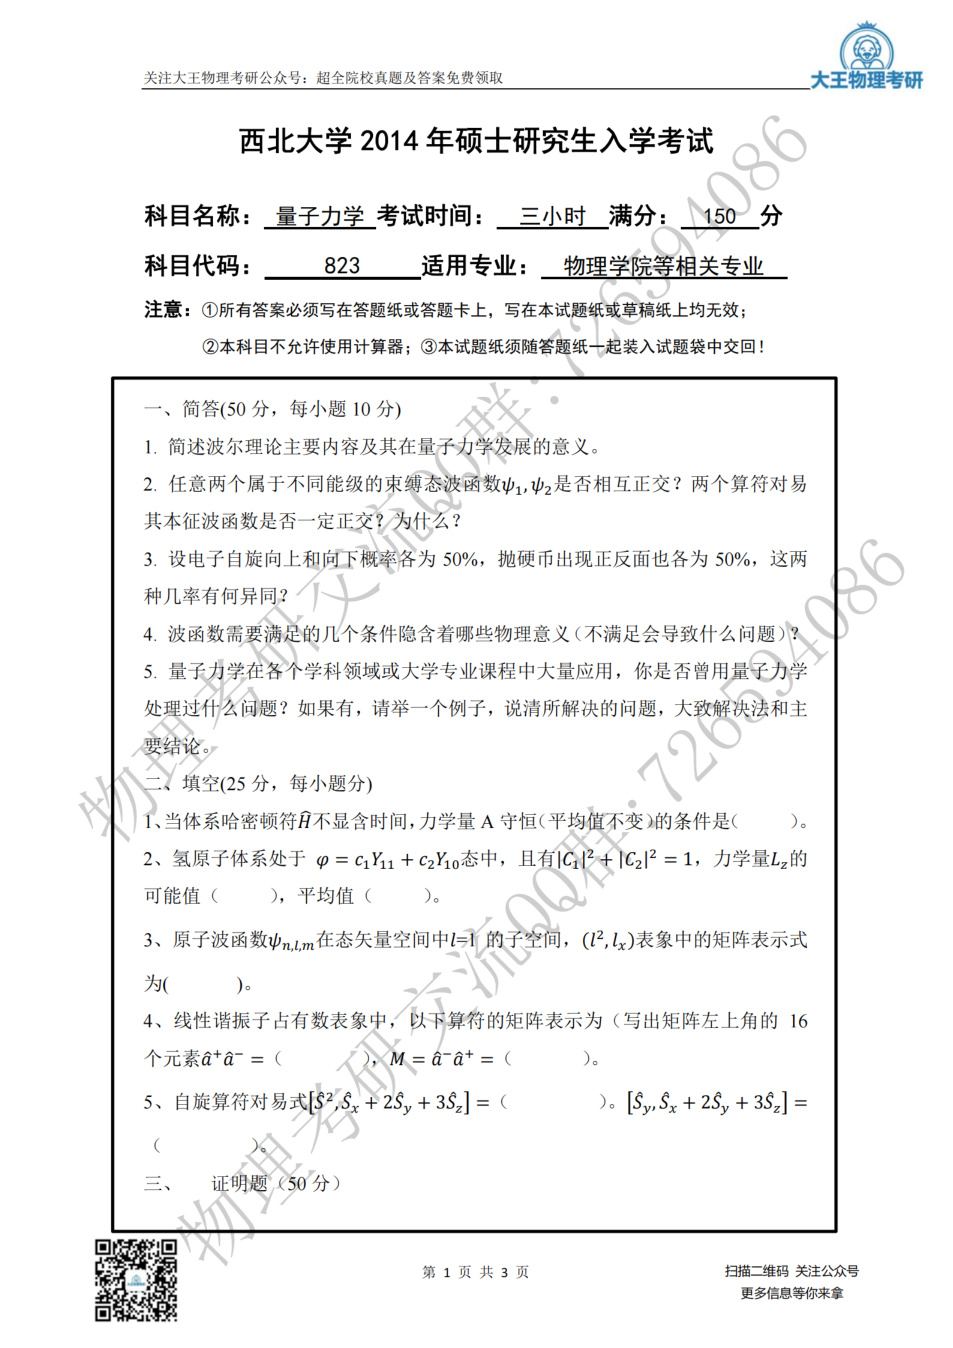 关注大王物理考研公众号：超全院校真题及答案免费领取
大王物理考研
西北大学 2014 年硕士研究生入学考试
科目名称： 量子力学 考试时间： 三小时 满分： 150 分
科目代码： 823 适用专业： 物理学院等相关专业
注意：①所有答案必须写在答题纸或答题卡上，写在本试题纸或草稿纸上均无效；
②本科目不允许使用计算器；③本试题纸须随答题纸一起装入试题袋中交回！
一、简答(50 分，每小题 10 分)
1. 简述波尔理论主要内容及其在量子力学发展的意义。
2. 任意两个属于不同能级的束缚态波函数ψ₁,ψ₂是否相互正交？两个算符对易
其本征波函数是否一定正交？为什么？
3. 设电子自旋向上和向下概率各为 50%，抛硬币出现正反面也各为 50%，这两
种几率有何异同？
4. 波函数需要满足的几个条件隐含着哪些物理意义（不满足会导致什么问题）？
5. 量子力学在各个学科领域或大学专业课程中大量应用，你是否曾用量子力学
处理过什么问题？如果有，请举一个例子，说清所解决的问题，大致解决法和主
要结论。
二、填空(25 分，每小题分)
1、当体系哈密顿符Ĥ不显含时间，力学量 A 守恒（平均值不变）的条件是（ ）。
2、氢原子体系处于 φ = c₁Y₁₁ + c₂Y₁₀态中，且有|C₁|² + |C₂|² = 1，力学量L_z的
可能值（ ），平均值（ ）。
3、原子波函数ψ_{n,l,m}在态矢量空间中l=1 的子空间，(l², l_x)表象中的矩阵表示式
为( )。
4、线性谐振子占有数表象中，以下算符的矩阵表示为（写出矩阵左上角的 16
个元素â⁺â⁻ =（ ），M = â⁻â⁺ =（ ）。
5、自旋算符对易式[Ŝ²,Ŝ_x + 2Ŝ_y + 3Ŝ_z] =（ ）。[Ŝ_y,Ŝ_x + 2Ŝ_y + 3Ŝ_z] =
（ ）。
三、 证明题（50 分）
物理考研交流QQ群：726594086
物理考研交流QQ群：726594086
第 1 页 共 3 页
扫描二维码 关注公众号
更多信息等你来拿